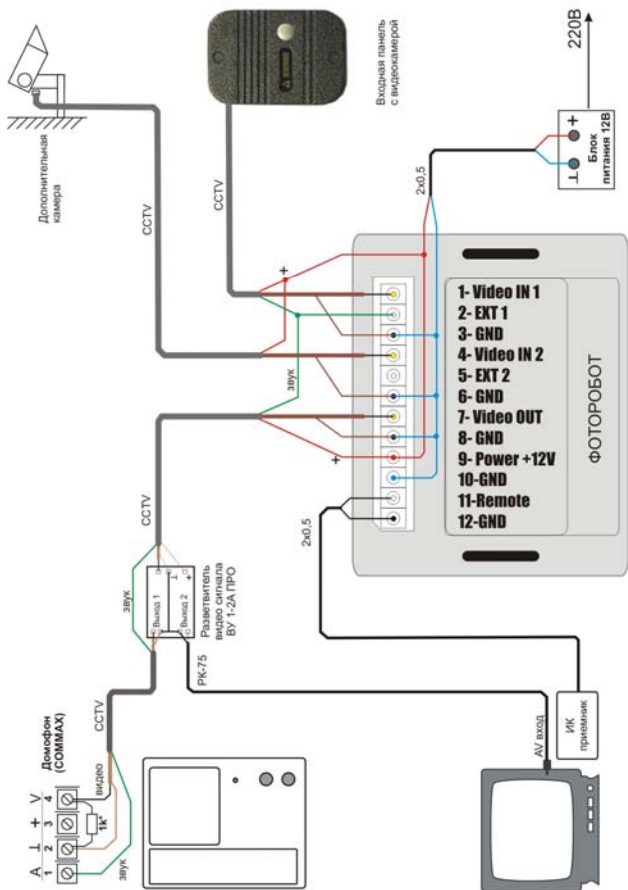 Дополнительная
камера
CCTV
Входная панель
с видеокамерой
CCTV
220В
+
⊥
Блок
питания 12В
2x0,5
+
звук
1- Video IN 1
2- EXT 1
3- GND
4- Video IN 2
5- EXT 2
6- GND
7- Video OUT
8- GND
9- Power +12V
10-GND
11-Remote
12-GND
ФОТОРОБОТ
+
CCTV
звук
Выход 1
Выход 2
⊥
+
Разветвитель
видео сигнала
ВУ 1-2А ПРО
РК-75
2x0,5
Домофон
(COMMAX)
A ⊥ + V
1 2 3 4
1k*
видео
звук
CCTV
AV вход
ИК
приемник